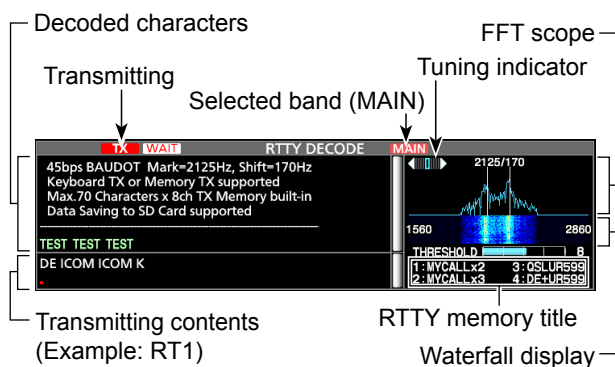 Decoded characters
FFT scope
Transmitting
Tuning indicator
Selected band (MAIN)
TX WAIT RTTY DECODE MAIN
45bps BAUDOT Mark=2125Hz, Shift=170Hz
Keyboard TX or Memory TX supported
Max.70 Characters x 8ch TX Memory built-in
Data Saving to SD Card supported
TEST TEST TEST
DE ICOM ICOM K
2125/170
1560 2860
THRESHOLD 8
1:MYCALLx2 3:QSLUR599
2:MYCALLx3 4:DE+UR599
Transmitting contents
(Example: RT1)
RTTY memory title
Waterfall display